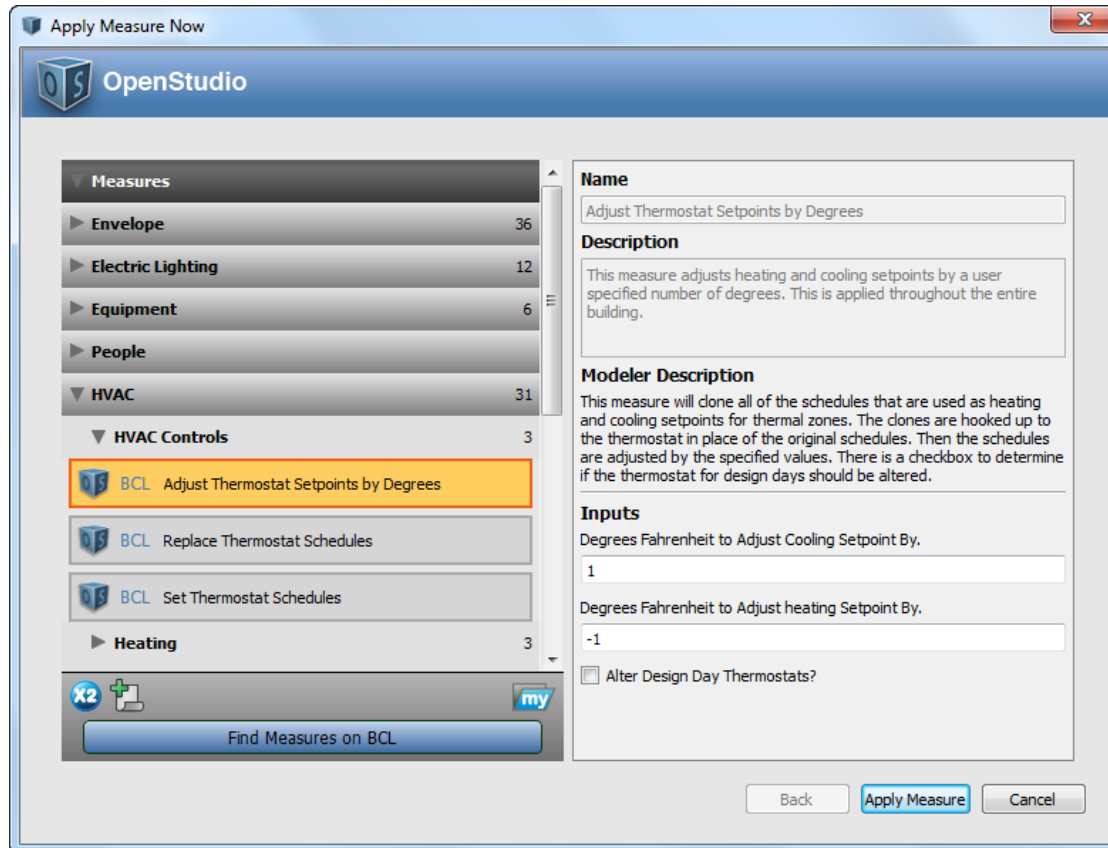 Apply Measure Now
OS OpenStudio
Measures
Envelope 36
Electric Lighting 12
Equipment 6
People
HVAC 31
HVAC Controls 3
OS BCL Adjust Thermostat Setpoints by Degrees
OS BCL Replace Thermostat Schedules
OS BCL Set Thermostat Schedules
Heating 3
X2 my
Find Measures on BCL
Name
Adjust Thermostat Setpoints by Degrees
Description
This measure adjusts heating and cooling setpoints by a user
specified number of degrees. This is applied throughout the entire
building.
Modeler Description
This measure will clone all of the schedules that are used as heating
and cooling setpoints for thermal zones. The clones are hooked up to
the thermostat in place of the original schedules. Then the schedules
are adjusted by the specified values. There is a checkbox to determine
if the thermostat for design days should be altered.
Inputs
Degrees Fahrenheit to Adjust Cooling Setpoint By.
1
Degrees Fahrenheit to Adjust heating Setpoint By.
-1
Alter Design Day Thermostats?
Back Apply Measure Cancel